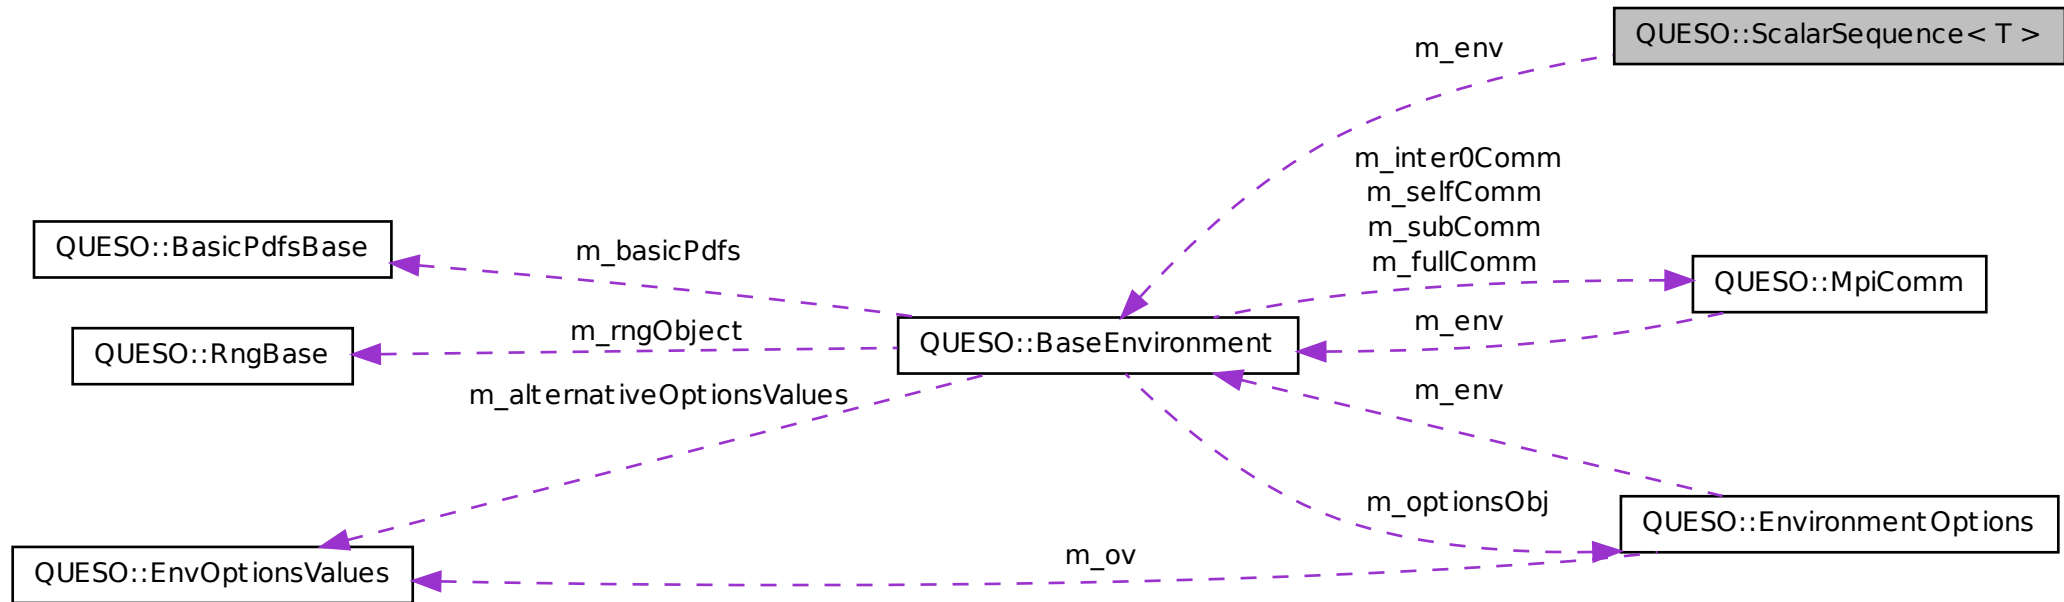 QUESO::ScalarSequence< T >
m_env
m_inter0Comm
m_selfComm
m_subComm
m_fullComm
QUESO::BasicPdfsBase
m_basicPdfs
QUESO::MpiComm
m_env
m_rngObject
QUESO::RngBase
QUESO::BaseEnvironment
m_alternativeOptionsValues
m_env
m_optionsObj
QUESO::EnvironmentOptions
m_ov
QUESO::EnvOptionsValues